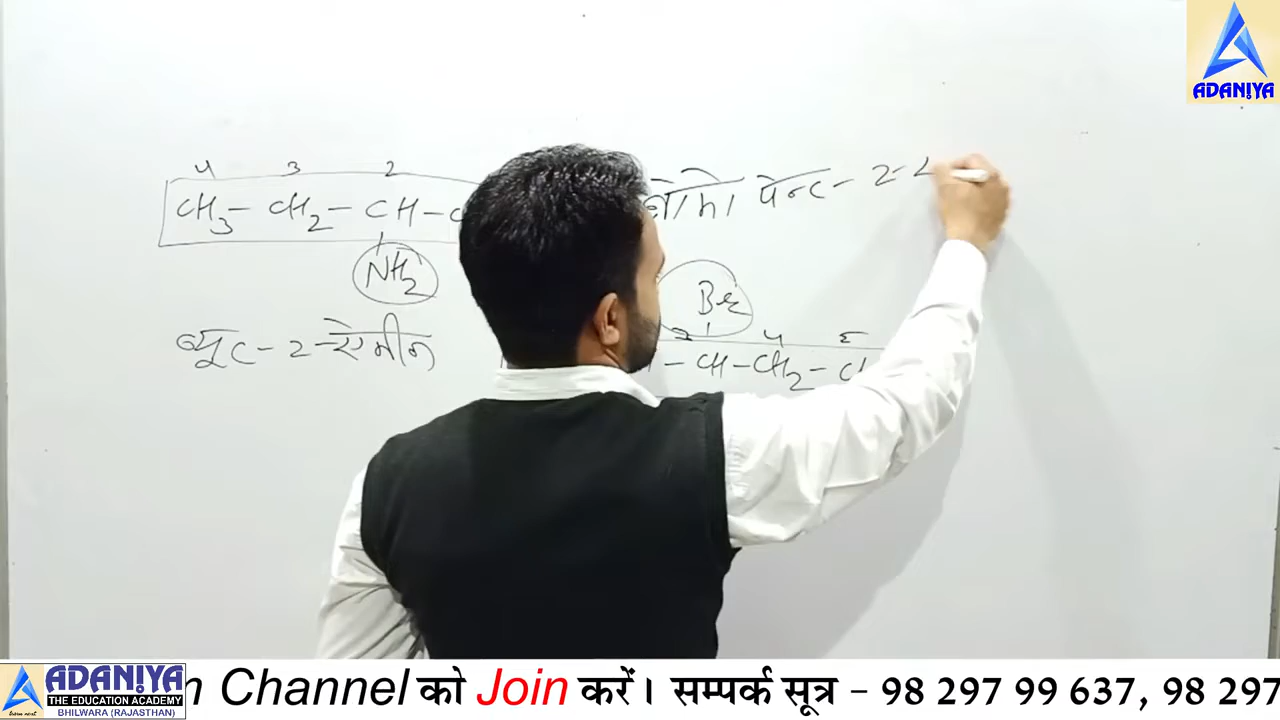 ADANIYA
4 3 2
CH3 - CH2 - CH -
NH2
ब्यूट - 2 - ऐमीन
ब्रोमो पेन्ट - 2 -
Br
3 4 5
- CH - CH2 -
ADANIYA
THE EDUCATION ACADEMY
BHILWARA (RAJASTHAN)
Channel को Join करें। सम्पर्क सूत्र - 98 297 99 637, 98 297